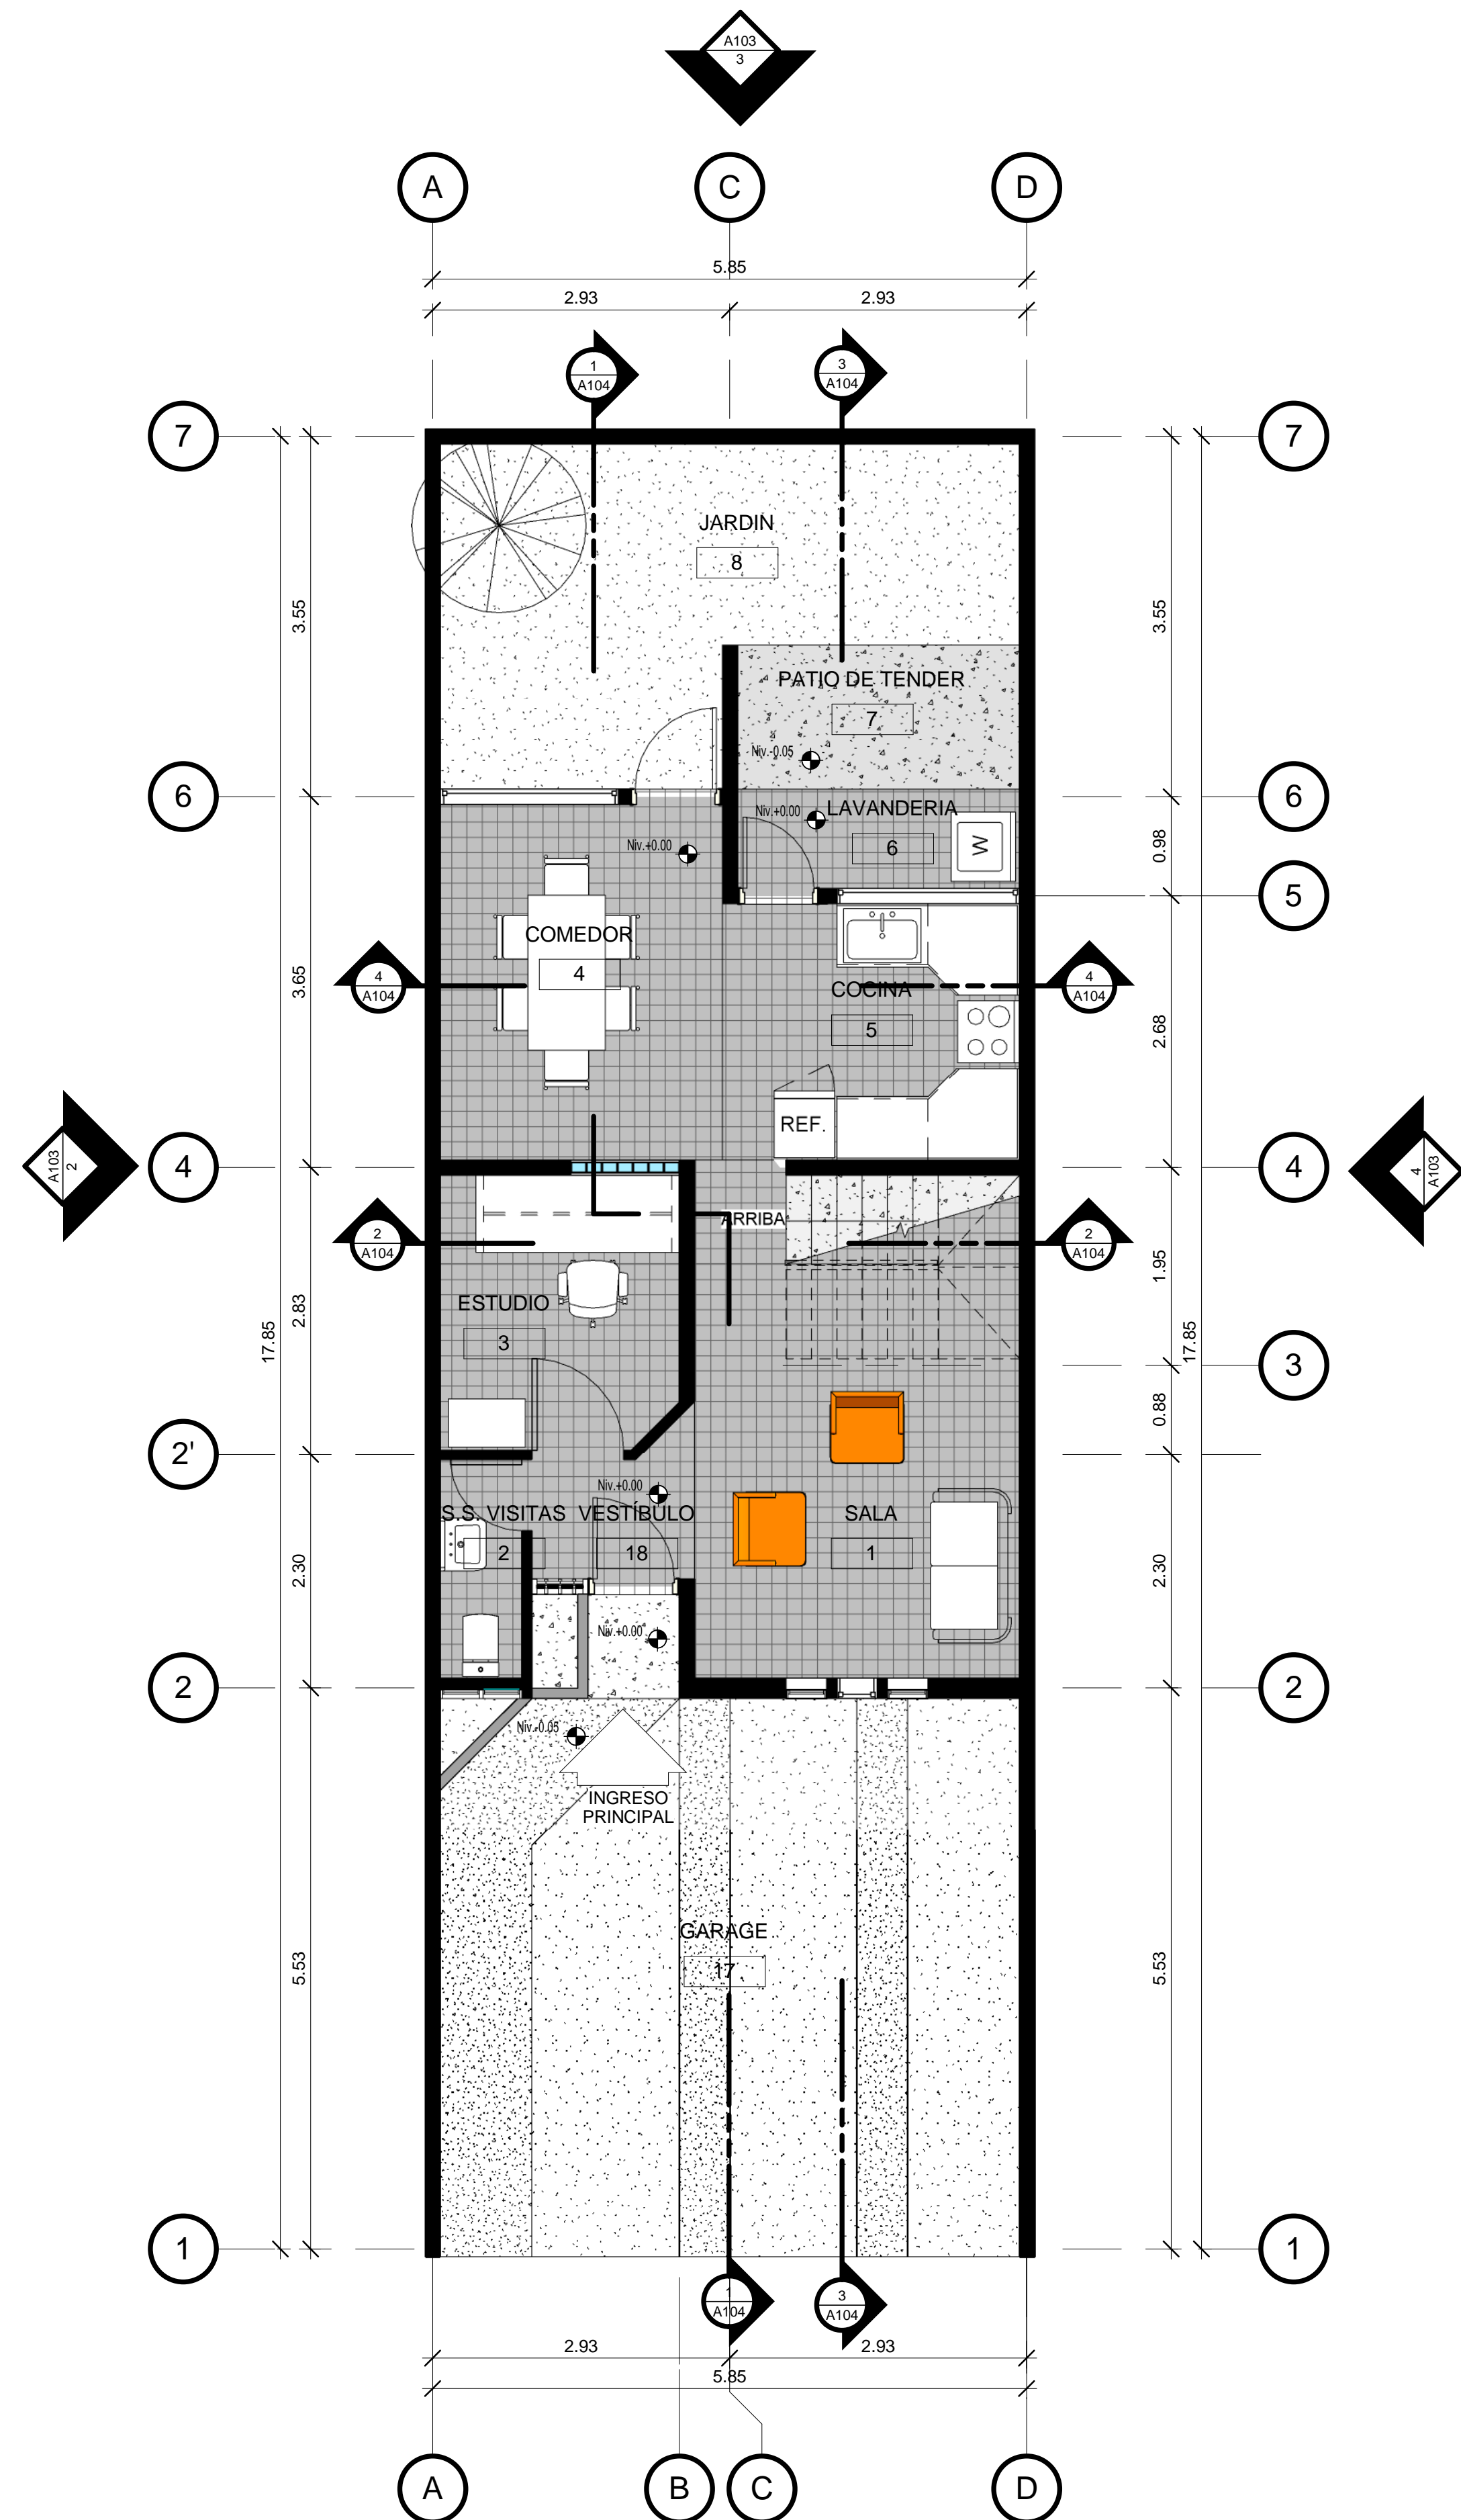 A103
3
A
C
D
5.85
2.93
2.93
1
A104
3
A104
7
7
JARDIN
8
3.55
3.55
PATIO DE TENDER
7
Niv.-0.05
6
6
Niv.+0.00
LAVANDERIA
6
W
Niv.+0.00
0.98
5
COMEDOR
4
4
A104
COCINA
5
4
A104
3.65
2.68
REF.
A103
2
4
4
4
A103
2
A104
ARRIBA
2
A104
1.95
ESTUDIO
3
2.83
17.85
17.85
3
0.88
2'
Niv.+0.00
S.S. VISITAS
2
VESTÍBULO
18
SALA
1
2.30
2.30
Niv.+0.00
2
2
Niv.-0.05
INGRESO
PRINCIPAL
GARAGE
17
5.53
5.53
1
1
1
A104
3
A104
2.93
2.93
5.85
A
B
C
D